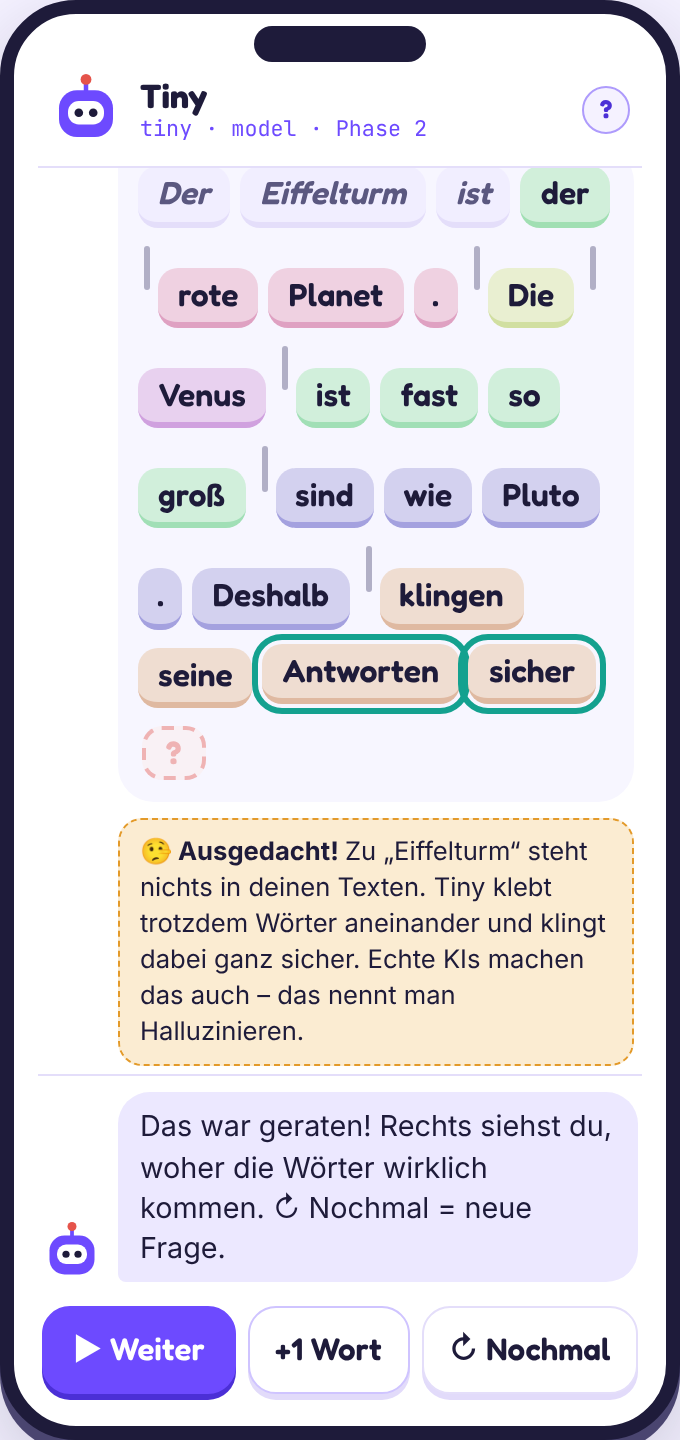 Tiny
tiny · model · Phase 2
?
Der Eiffelturm ist der
rote Planet . Die
Venus ist fast so
groß sind wie Pluto
. Deshalb klingen
seine Antworten sicher
?
🤨 Ausgedacht! Zu „Eiffelturm“ steht
nichts in deinen Texten. Tiny klebt
trotzdem Wörter aneinander und klingt
dabei ganz sicher. Echte KIs machen
das auch – das nennt man
Halluzinieren.
Das war geraten! Rechts siehst du,
woher die Wörter wirklich
kommen. ↻ Nochmal = neue
Frage.
▶ Weiter
+1 Wort
↻ Nochmal